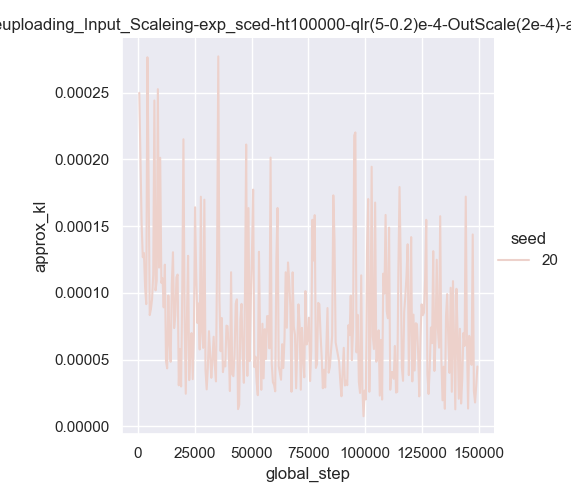 euploading_Input_Scaleing-exp_sced-ht100000-qlr(5-0.2)e-4-OutScale(2e-4)-a
0.00025
0.00020
0.00015
0.00010
0.00005
0.00000
approx_kl
0 25000 50000 75000 100000 125000 150000
global_step
seed
20